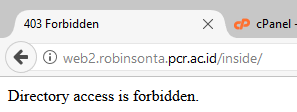 403 Forbidden
cPanel -
web2.robinsonta.pcr.ac.id/inside/
Directory access is forbidden.